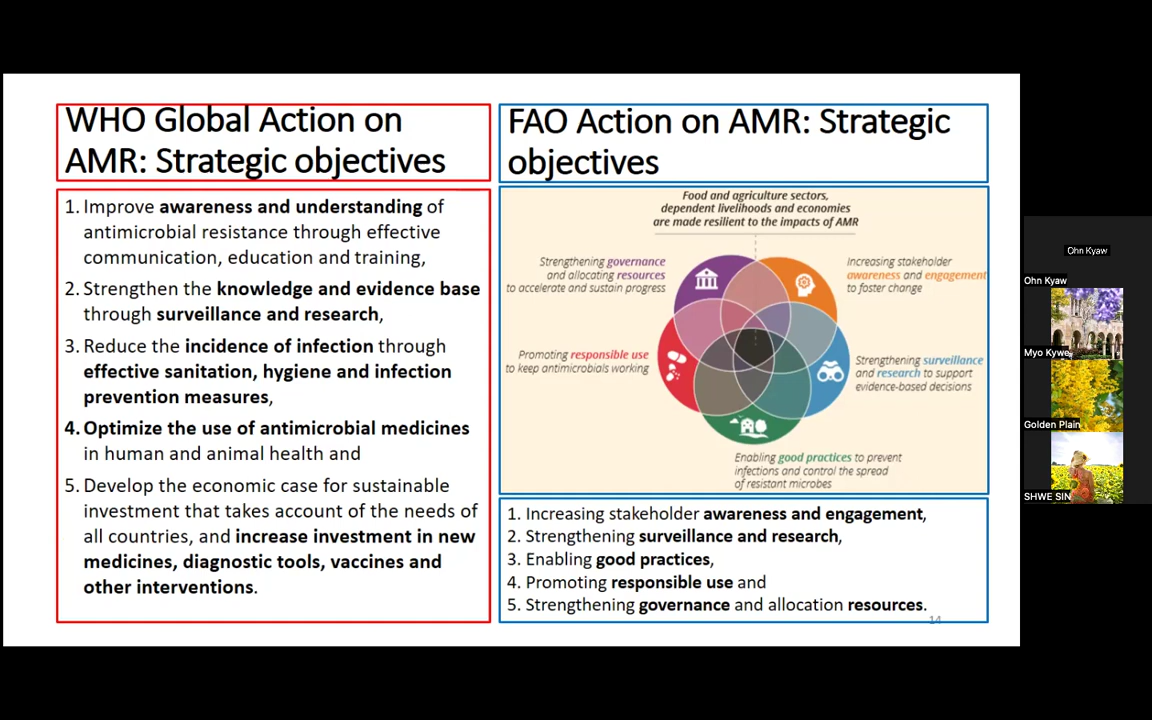 WHO Global Action on
AMR: Strategic objectives
1. Improve awareness and understanding of
antimicrobial resistance through effective
communication, education and training,
2. Strengthen the knowledge and evidence base
through surveillance and research,
3. Reduce the incidence of infection through
effective sanitation, hygiene and infection
prevention measures,
4. Optimize the use of antimicrobial medicines
in human and animal health and
5. Develop the economic case for sustainable
investment that takes account of the needs of
all countries, and increase investment in new
medicines, diagnostic tools, vaccines and
other interventions.
FAO Action on AMR: Strategic
objectives
Food and agriculture sectors,
dependent livelihoods and economies
are made resilient to the impacts of AMR
Strengthening governance
and allocating resources
to accelerate and sustain progress
Increasing stakeholder
awareness and engagement
to foster change
Promoting responsible use
to keep antimicrobials working
Strengthening surveillance
and research to support
evidence-based decisions
Enabling good practices to prevent
infections and control the spread
of resistant microbes
1. Increasing stakeholder awareness and engagement,
2. Strengthening surveillance and research,
3. Enabling good practices,
4. Promoting responsible use and
5. Strengthening governance and allocation resources.
14
Ohn Kyaw
Ohn Kyaw
Myo Kywe
Golden Plain
SHWE SIN